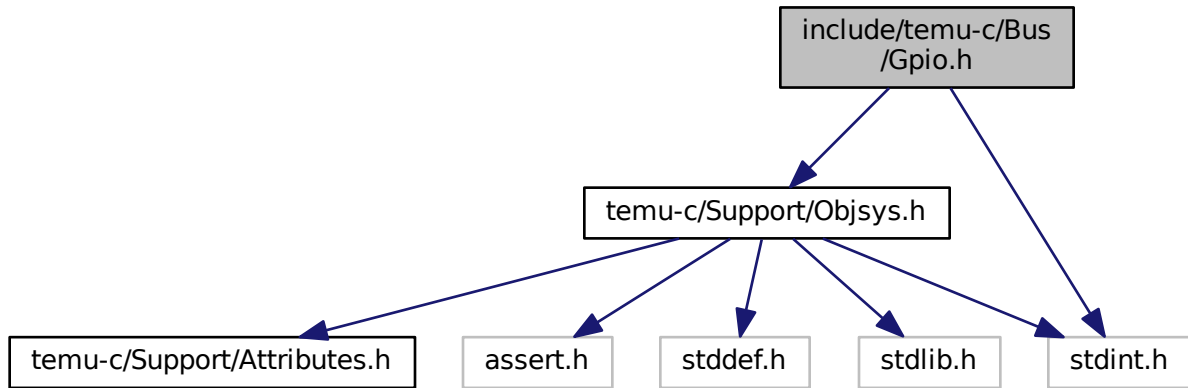 include/temu-c/Bus
/Gpio.h
temu-c/Support/Objsys.h
temu-c/Support/Attributes.h
assert.h
stddef.h
stdlib.h
stdint.h